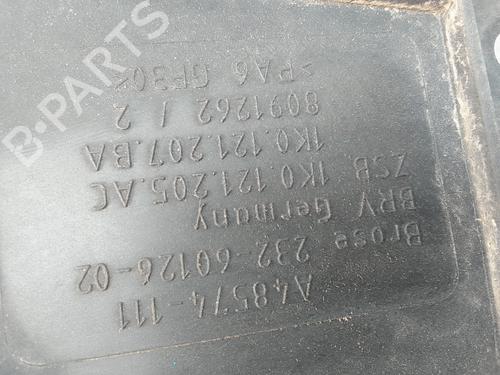 B-PARTS
A48574-111
Brose 232-60126-02
BRV Germany
ZSB 1K0.121.205.AC
1K0.121.207.BA
8091262 / 2
>PA6 GF30<